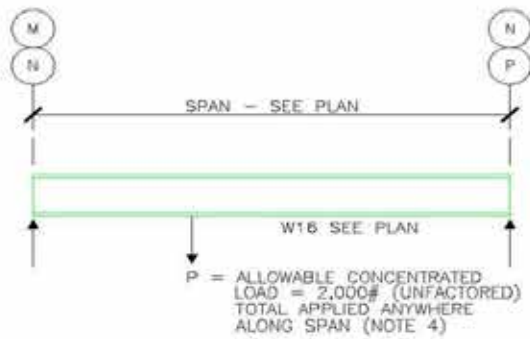 M N
N P
SPAN - SEE PLAN
W16 SEE PLAN
P = ALLOWABLE CONCENTRATED
LOAD = 2,000# (UNFACTORED)
TOTAL APPLIED ANYWHERE
ALONG SPAN (NOTE 4)